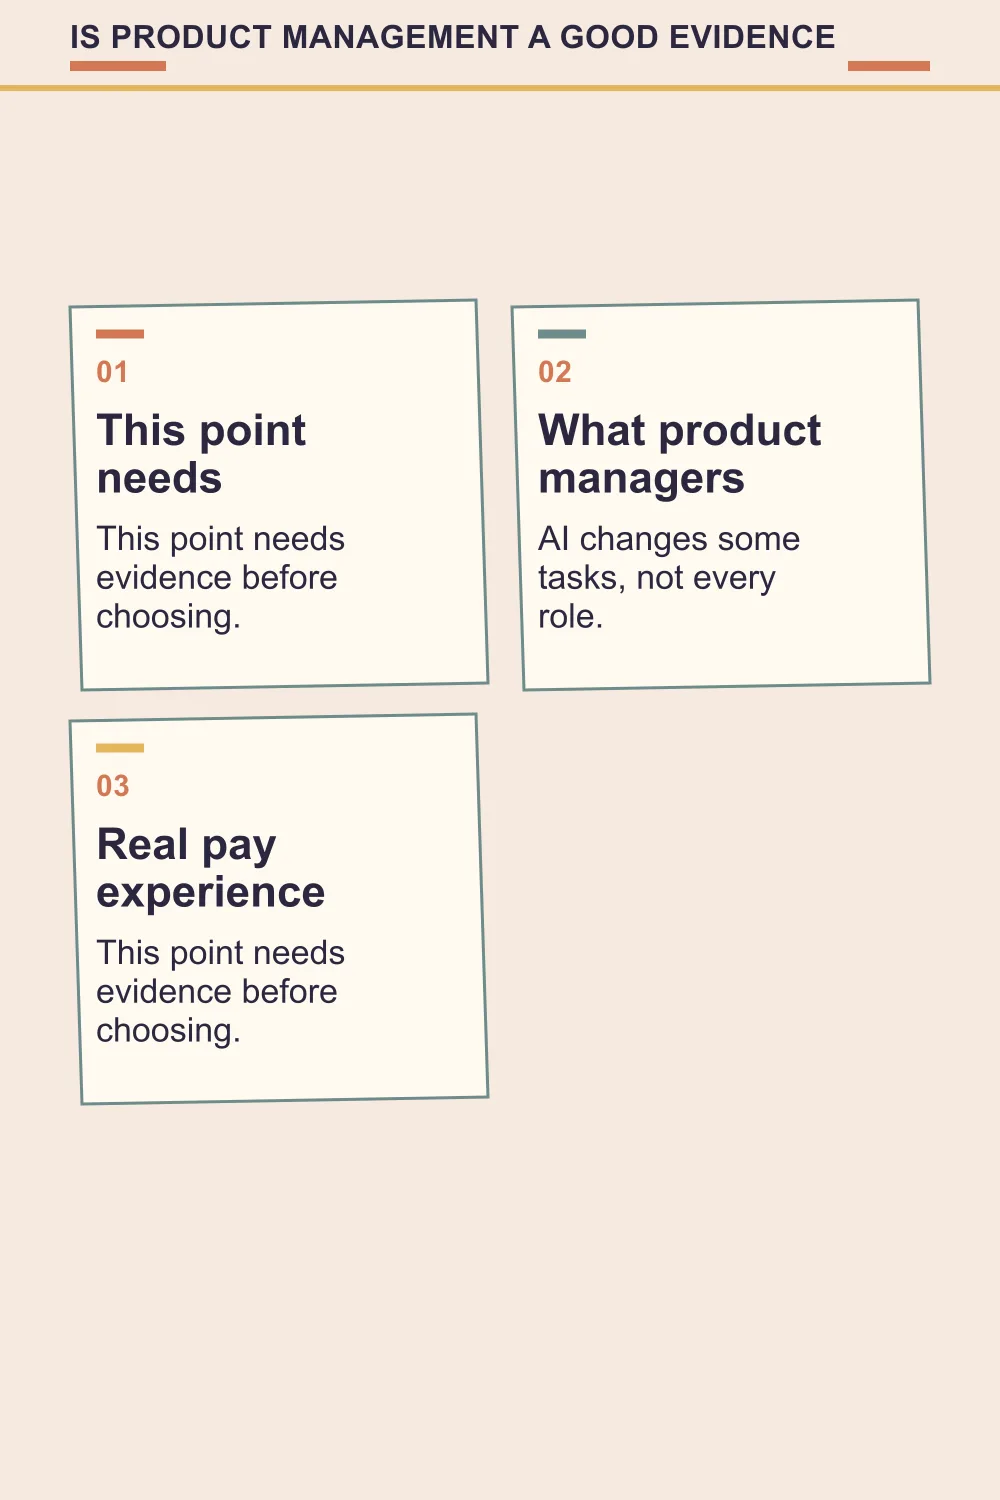 IS PRODUCT MANAGEMENT A GOOD EVIDENCE
01
This point
needs
This point needs
evidence before
choosing.
02
What product
managers
AI changes some
tasks, not every
role.
03
Real pay
experience
This point needs
evidence before
choosing.